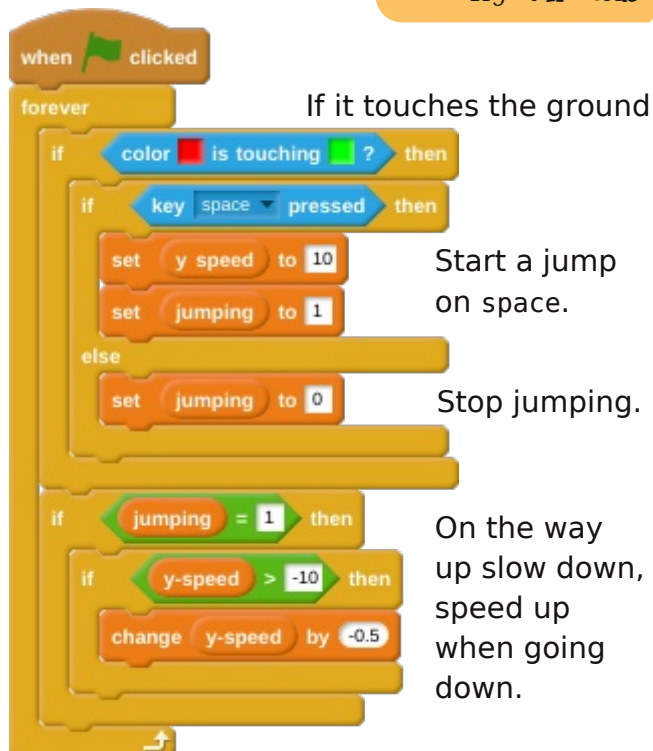 when clicked
forever
If it touches the ground
if color is touching ? then
if key space pressed then
set y speed to 10
set jumping to 1
Start a jump
on space.
else
set jumping to 0
Stop jumping.
if jumping = 1 then
if y-speed > -10 then
change y-speed by -0.5
On the way
up slow down,
speed up
when going
down.